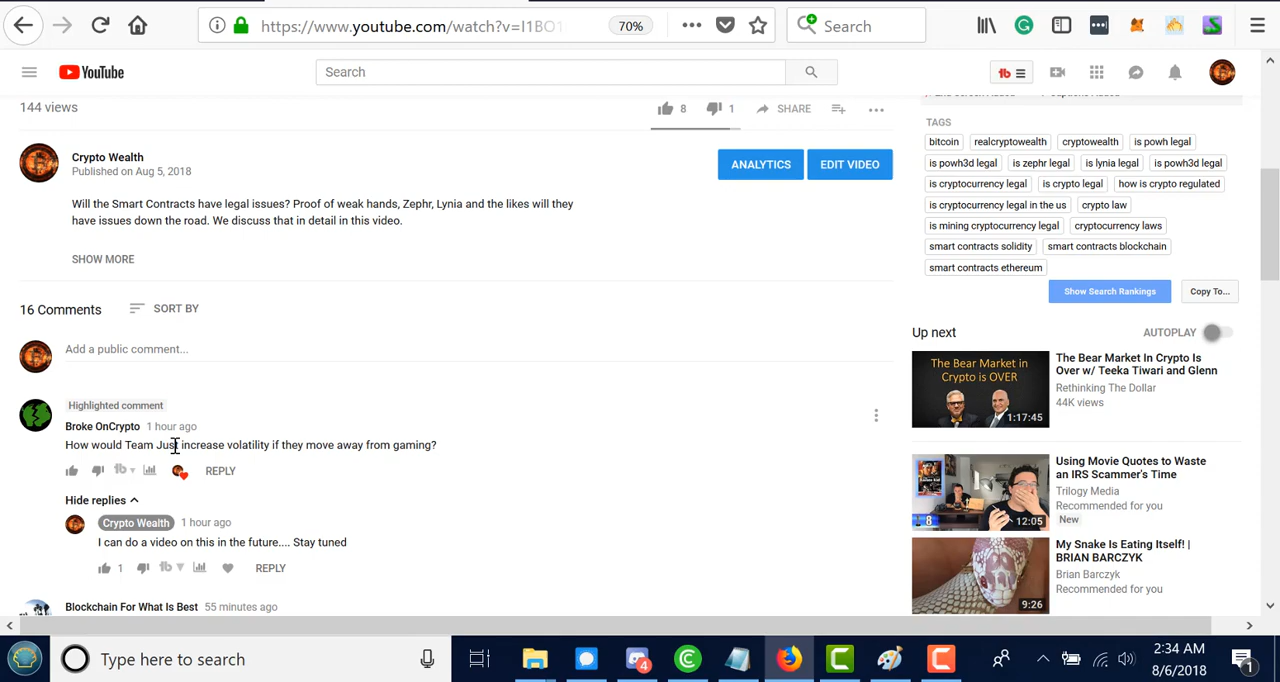 https://www.youtube.com/watch?v=I1BO1
70%
Search
YouTube
Search
tb
144 views
8
1
SHARE
TAGS
bitcoin
realcryptowealth
cryptowealth
is powh legal
is powh3d legal
is zephr legal
is lynia legal
is powh3d legal
is cryptocurrency legal
is crypto legal
how is crypto regulated
is cryptocurrency legal in the us
crypto law
is mining cryptocurrency legal
cryptocurrency laws
smart contracts solidity
smart contracts blockchain
smart contracts ethereum
Show Search Rankings
Copy To...
Crypto Wealth
Published on Aug 5, 2018
ANALYTICS
EDIT VIDEO
Will the Smart Contracts have legal issues? Proof of weak hands, Zephr, Lynia and the likes will they
have issues down the road. We discuss that in detail in this video.
SHOW MORE
16 Comments
SORT BY
Add a public comment...
Highlighted comment
Broke OnCrypto 1 hour ago
How would Team Just increase volatility if they move away from gaming?
tb
REPLY
Hide replies
Crypto Wealth 1 hour ago
I can do a video on this in the future.... Stay tuned
1
tb
REPLY
Blockchain For What Is Best 55 minutes ago
Up next
AUTOPLAY
The Bear Market in
Crypto is OVER
1:17:45
The Bear Market In Crypto Is
Over w/ Teeka Tiwari and Glenn
Rethinking The Dollar
44K views
8
12:05
Using Movie Quotes to Waste
an IRS Scammer's Time
Trilogy Media
Recommended for you
New
9:26
My Snake Is Eating Itself! |
BRIAN BARCZYK
Brian Barczyk
Recommended for you
Type here to search
4
2:34 AM
8/6/2018
1